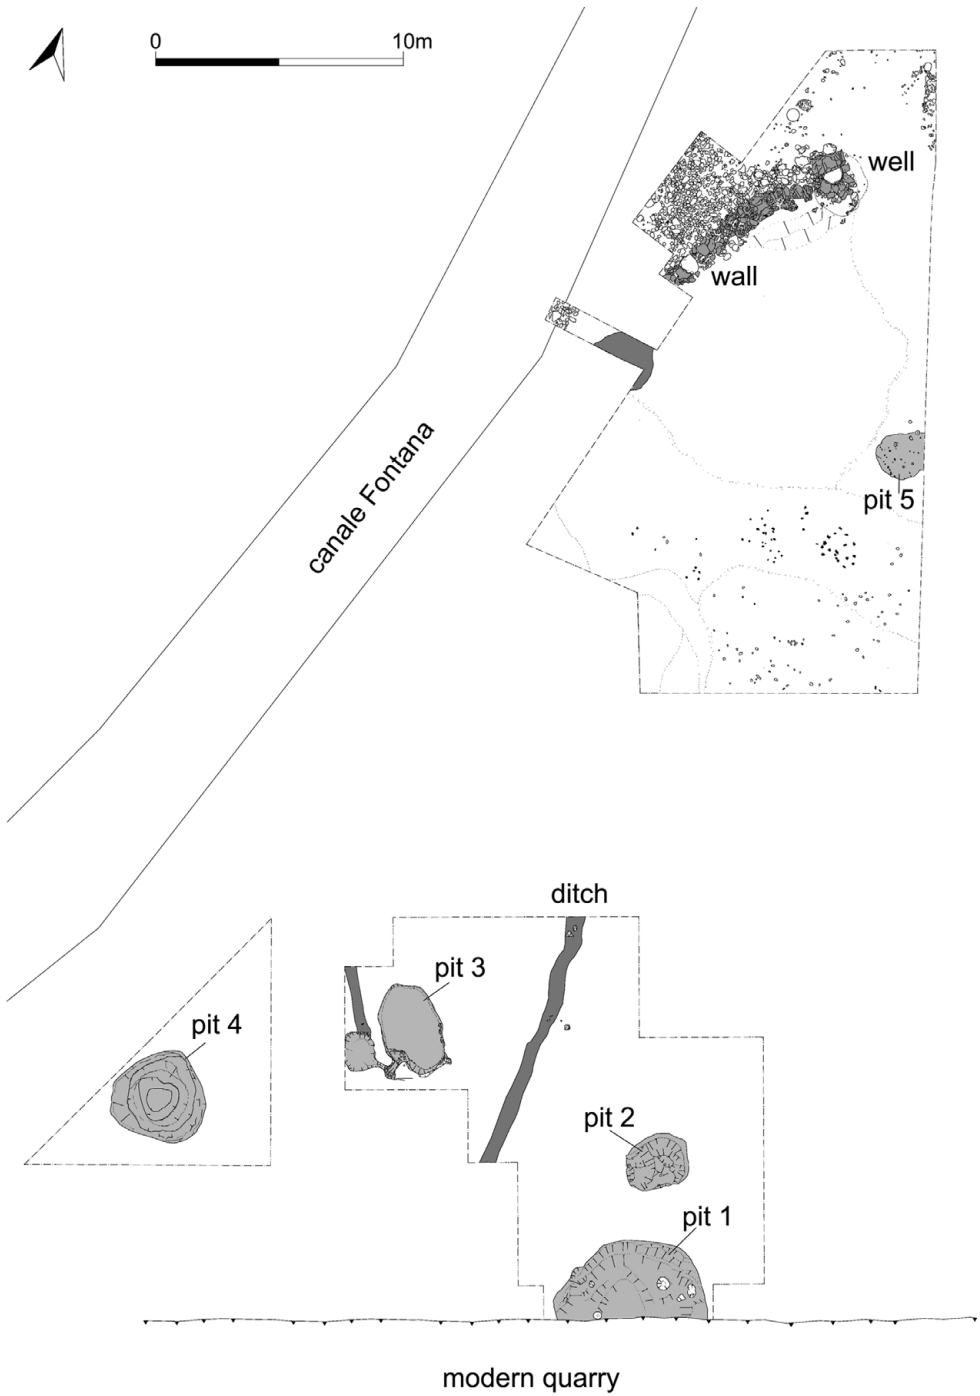 0 10m
well
wall
canale Fontana
pit 5
ditch
pit 3
pit 4
pit 2
pit 1
modern quarry